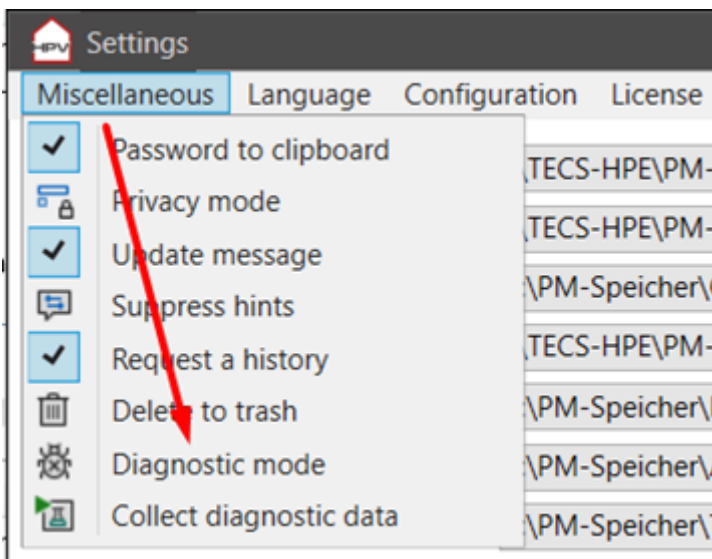 HPV Settings
Miscellaneous Language Configuration License
Password to clipboard
\TECS-HPE\PM-
Privacy mode
\TECS-HPE\PM-
Update message
:\PM-Speicher\
Suppress hints
\TECS-HPE\PM-
Request a history
:\PM-Speicher\
Delete to trash
:\PM-Speicher\
Diagnostic mode
:\PM-Speicher\
Collect diagnostic data